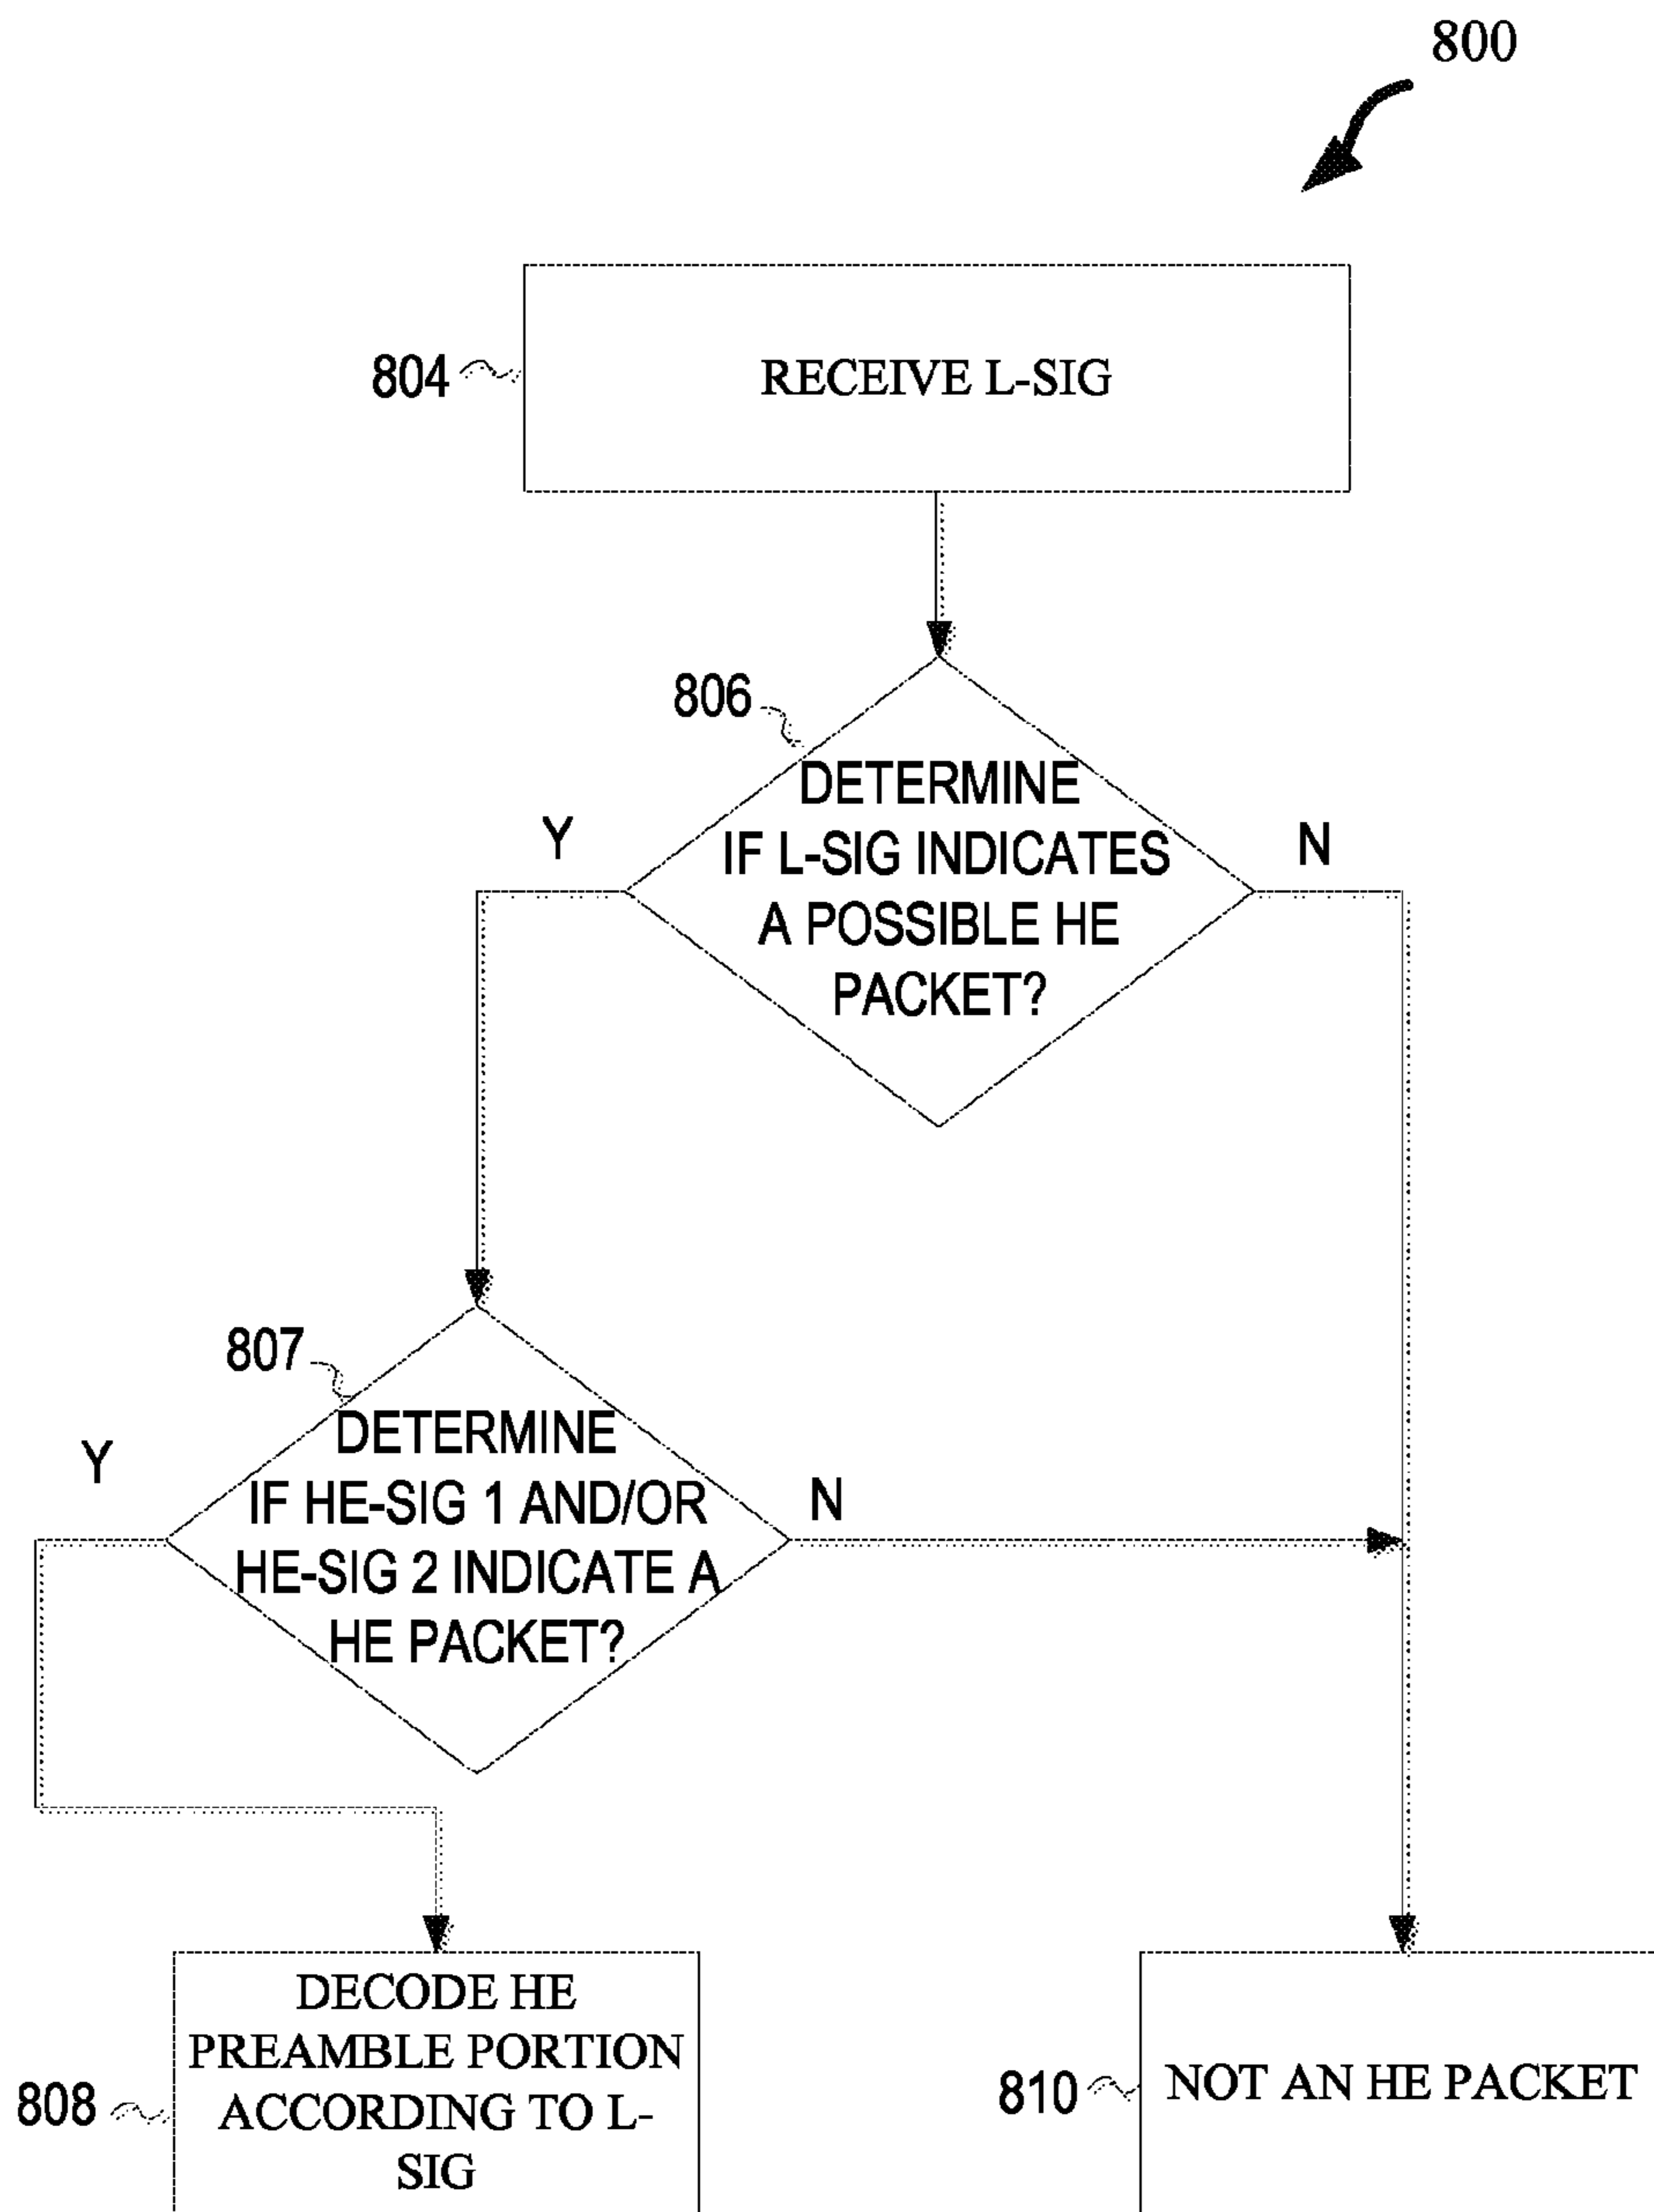 800
804
RECEIVE L-SIG
806
DETERMINE
IF L-SIG INDICATES
A POSSIBLE HE
PACKET?
Y
N
807
DETERMINE
IF HE-SIG 1 AND/OR
HE-SIG 2 INDICATE A
HE PACKET?
Y
N
808
DECODE HE
PREAMBLE PORTION
ACCORDING TO L-
SIG
810
NOT AN HE PACKET